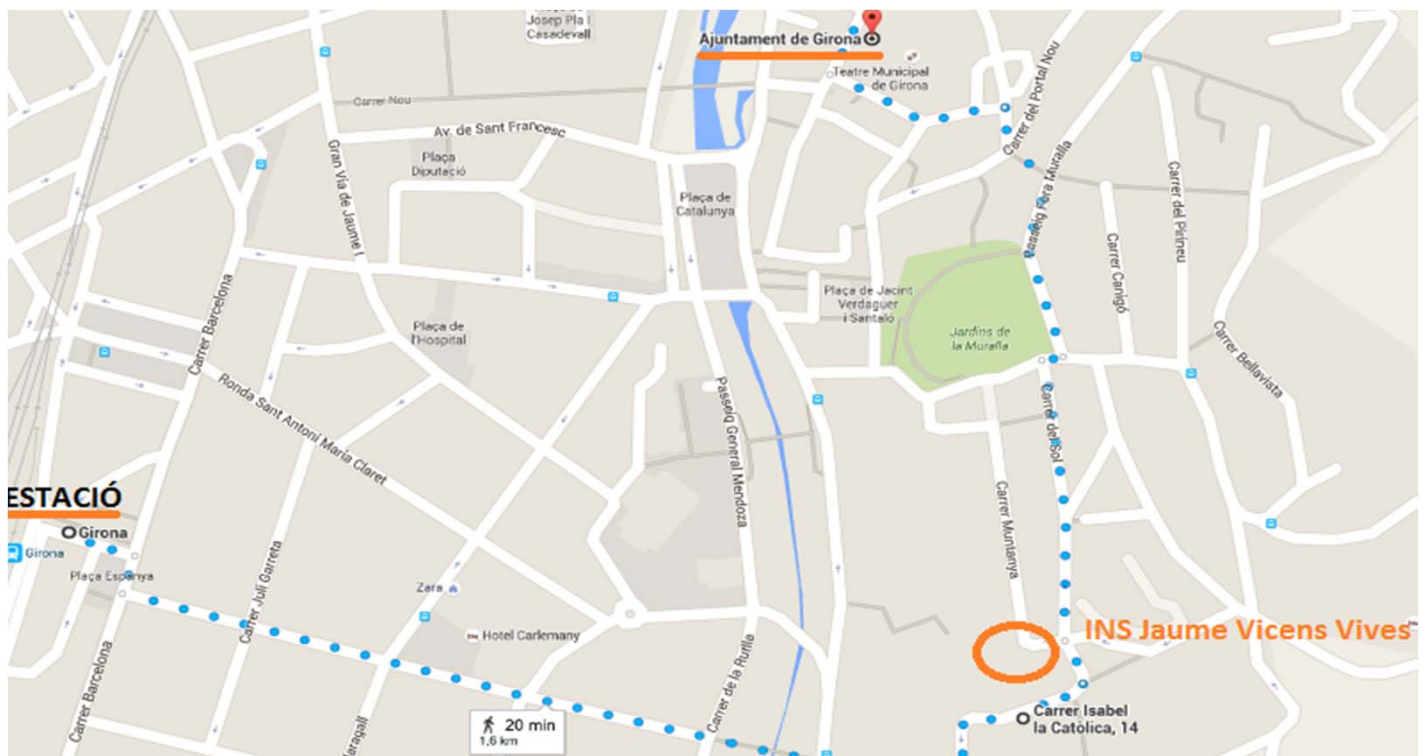 Josep Pla i
Casadevall
Ajuntament de Girona
Teatre Municipal
de Girona
Carrer Nou
Carrer del Portal Nou
Av. de Sant Francesc
Plaça
Diputació
Gran Via de Jaume I
Plaça de
Catalunya
Passeig Fora Muralla
Carrer Canigó
Carrer del Pirineu
Carrer Barcelona
Plaça de
l'Hospital
Plaça de Jacint
Verdaguer
i Santaló
Jardins de
la Muralla
Carrer Bellavista
Ronda Sant Antoni Maria Claret
Passeig General Mendoza
Carrer del Sol
Carrer Muntanya
ESTACIÓ
Girona
Girona
Plaça Espanya
Carrer Juli Garreta
Zara
Hotel Carlemany
Carrer de la Rutlla
INS Jaume Vicens Vives
Carrer Barcelona
aragall
20 min
1,6 km
Carrer Isabel
la Catòlica, 14